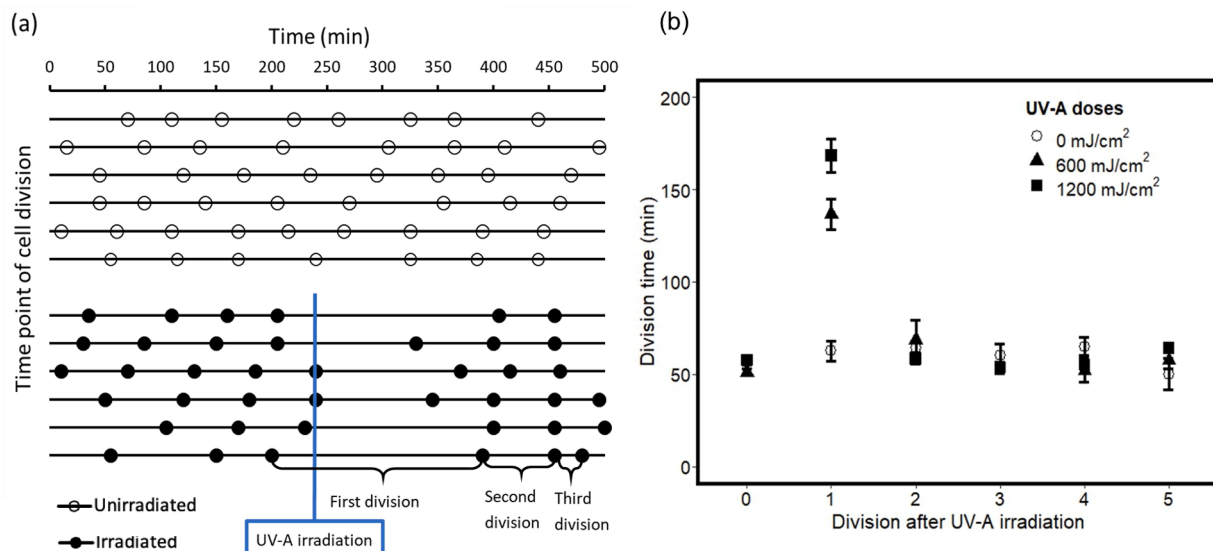 (a)
Time (min)
0 50 100 150 200 250 300 350 400 450 500
Time point of cell division
First division
Second division
Third division
Unirradiated
Irradiated
UV-A irradiation
(b)
200
150
100
50
0
Division time (min)
UV-A doses
0 mJ/cm²
600 mJ/cm²
1200 mJ/cm²
0 1 2 3 4 5
Division after UV-A irradiation